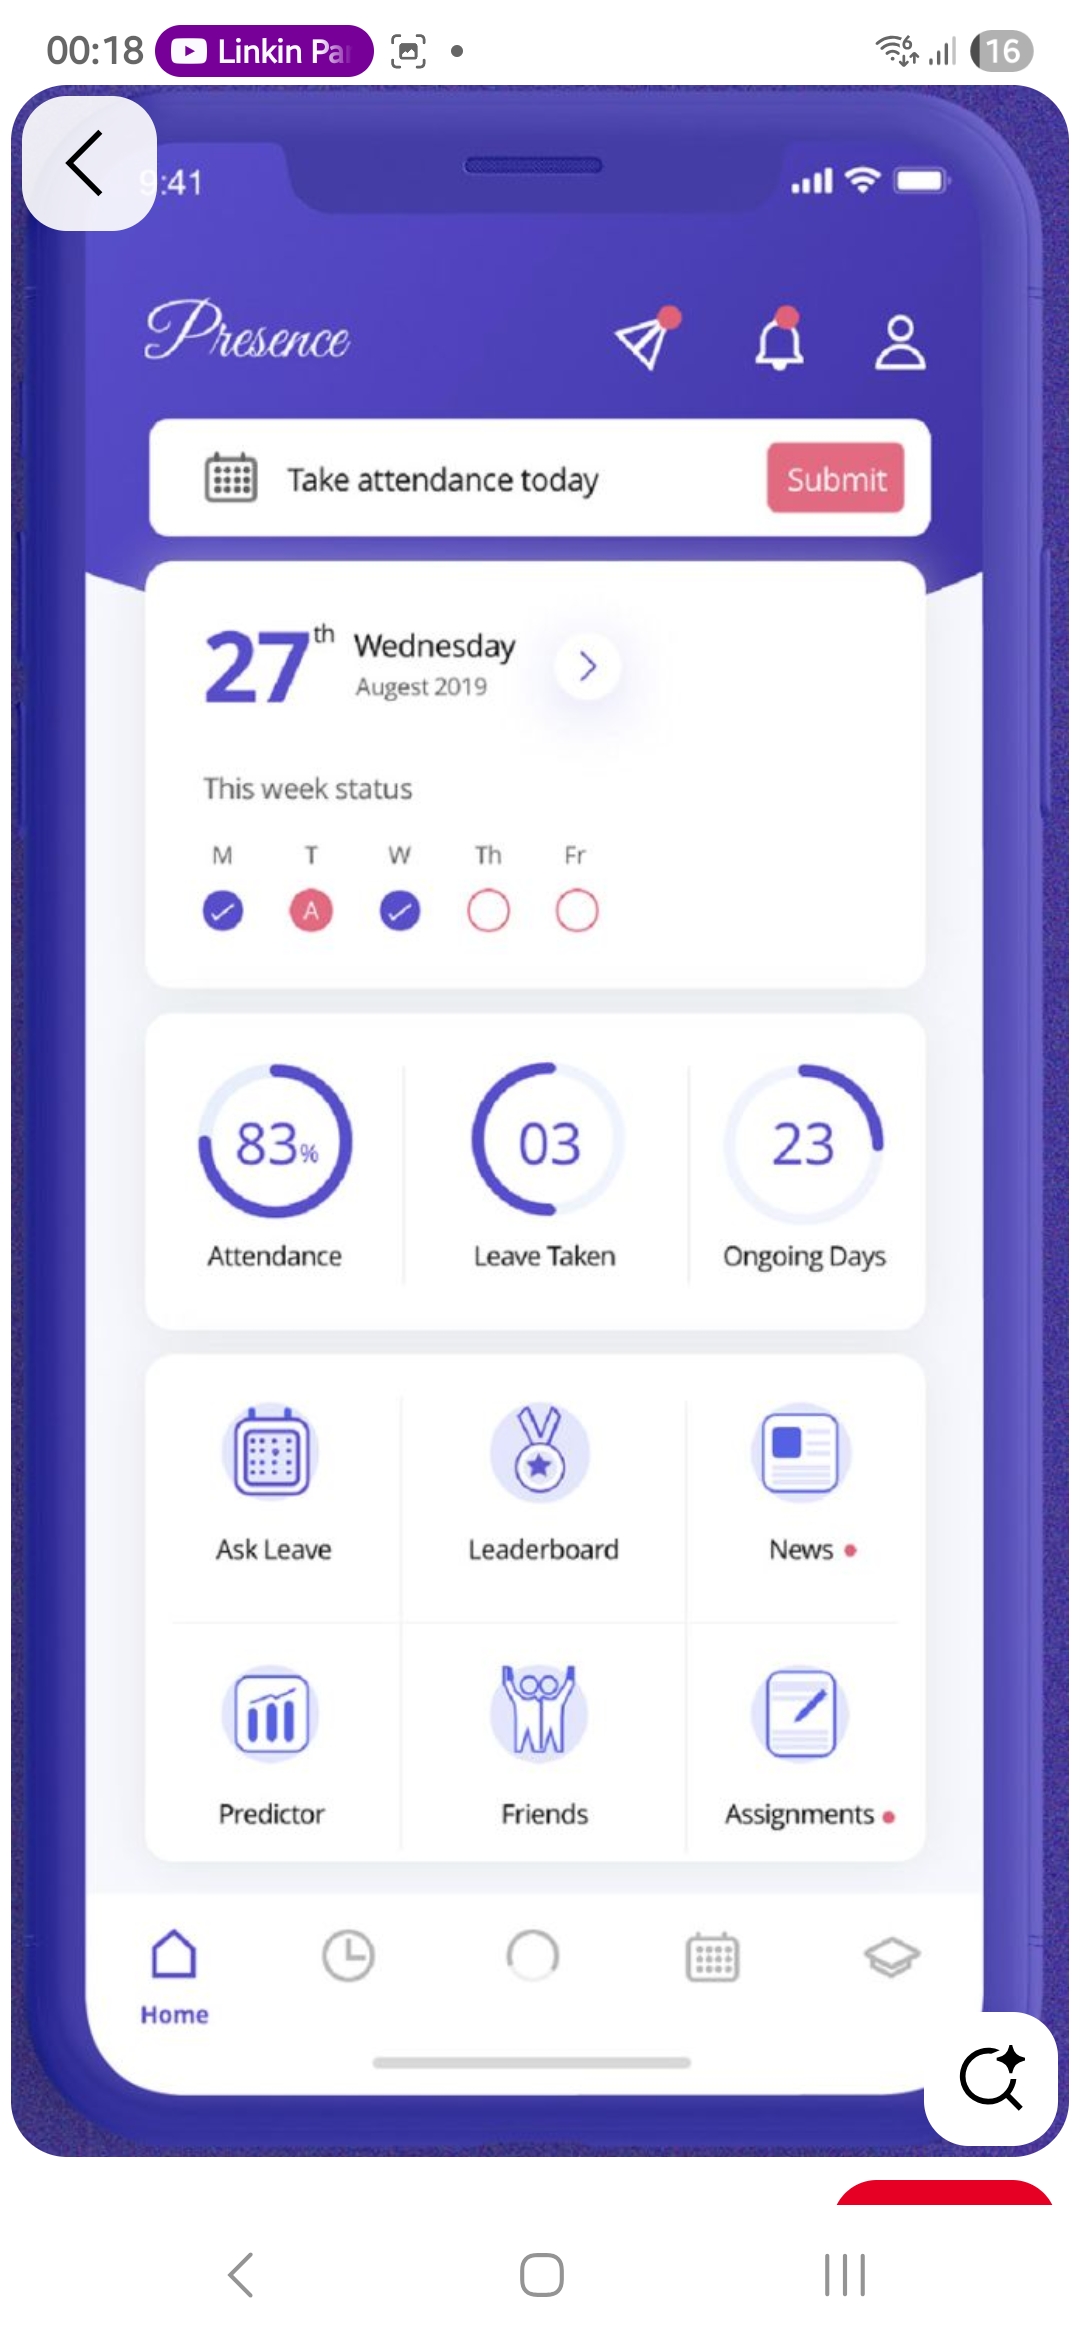 00:18 Linkin Pa 16
9:41
Presence
Take attendance today Submit
27th Wednesday
Augest 2019
This week status
M T W Th Fr
A
83% 03 23
Attendance Leave Taken Ongoing Days
Ask Leave Leaderboard News
Predictor Friends Assignments
Home